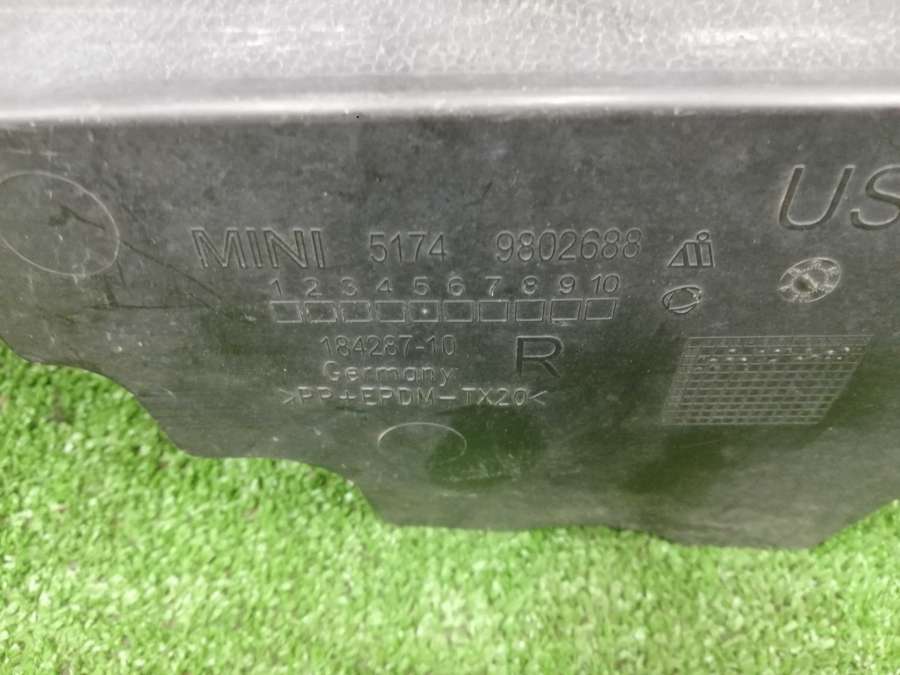 US
MINI 5174 9802688
1 2 3 4 5 6 7 8 9 10
184287-10 R
Germany
>PP+EPDM-TX20<